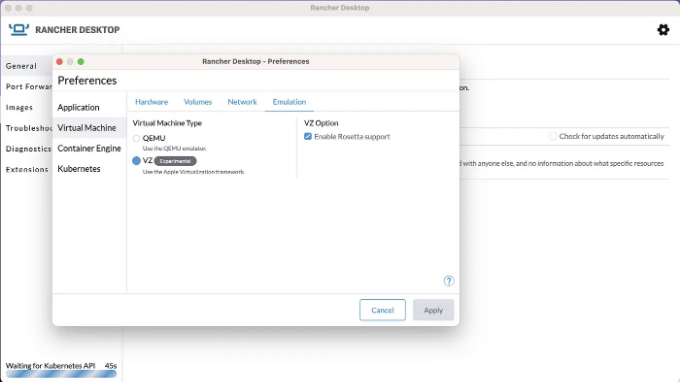 Rancher Desktop
RANCHER DESKTOP
General
Port Forwar
Images
Troubleshoo
Diagnostics
Extensions
on.
Check for updates automatically
d with anyone else, and no information about what specific resources
Rancher Desktop - Preferences
Preferences
Application
Virtual Machine
Container Engine
Kubernetes
Hardware
Volumes
Network
Emulation
Virtual Machine Type
QEMU
Use the QEMU emulator.
VZ Experimental
Use the Apple Virtualization framework.
VZ Option
Enable Rosetta support
?
Cancel
Apply
Waiting for Kubernetes API 45s